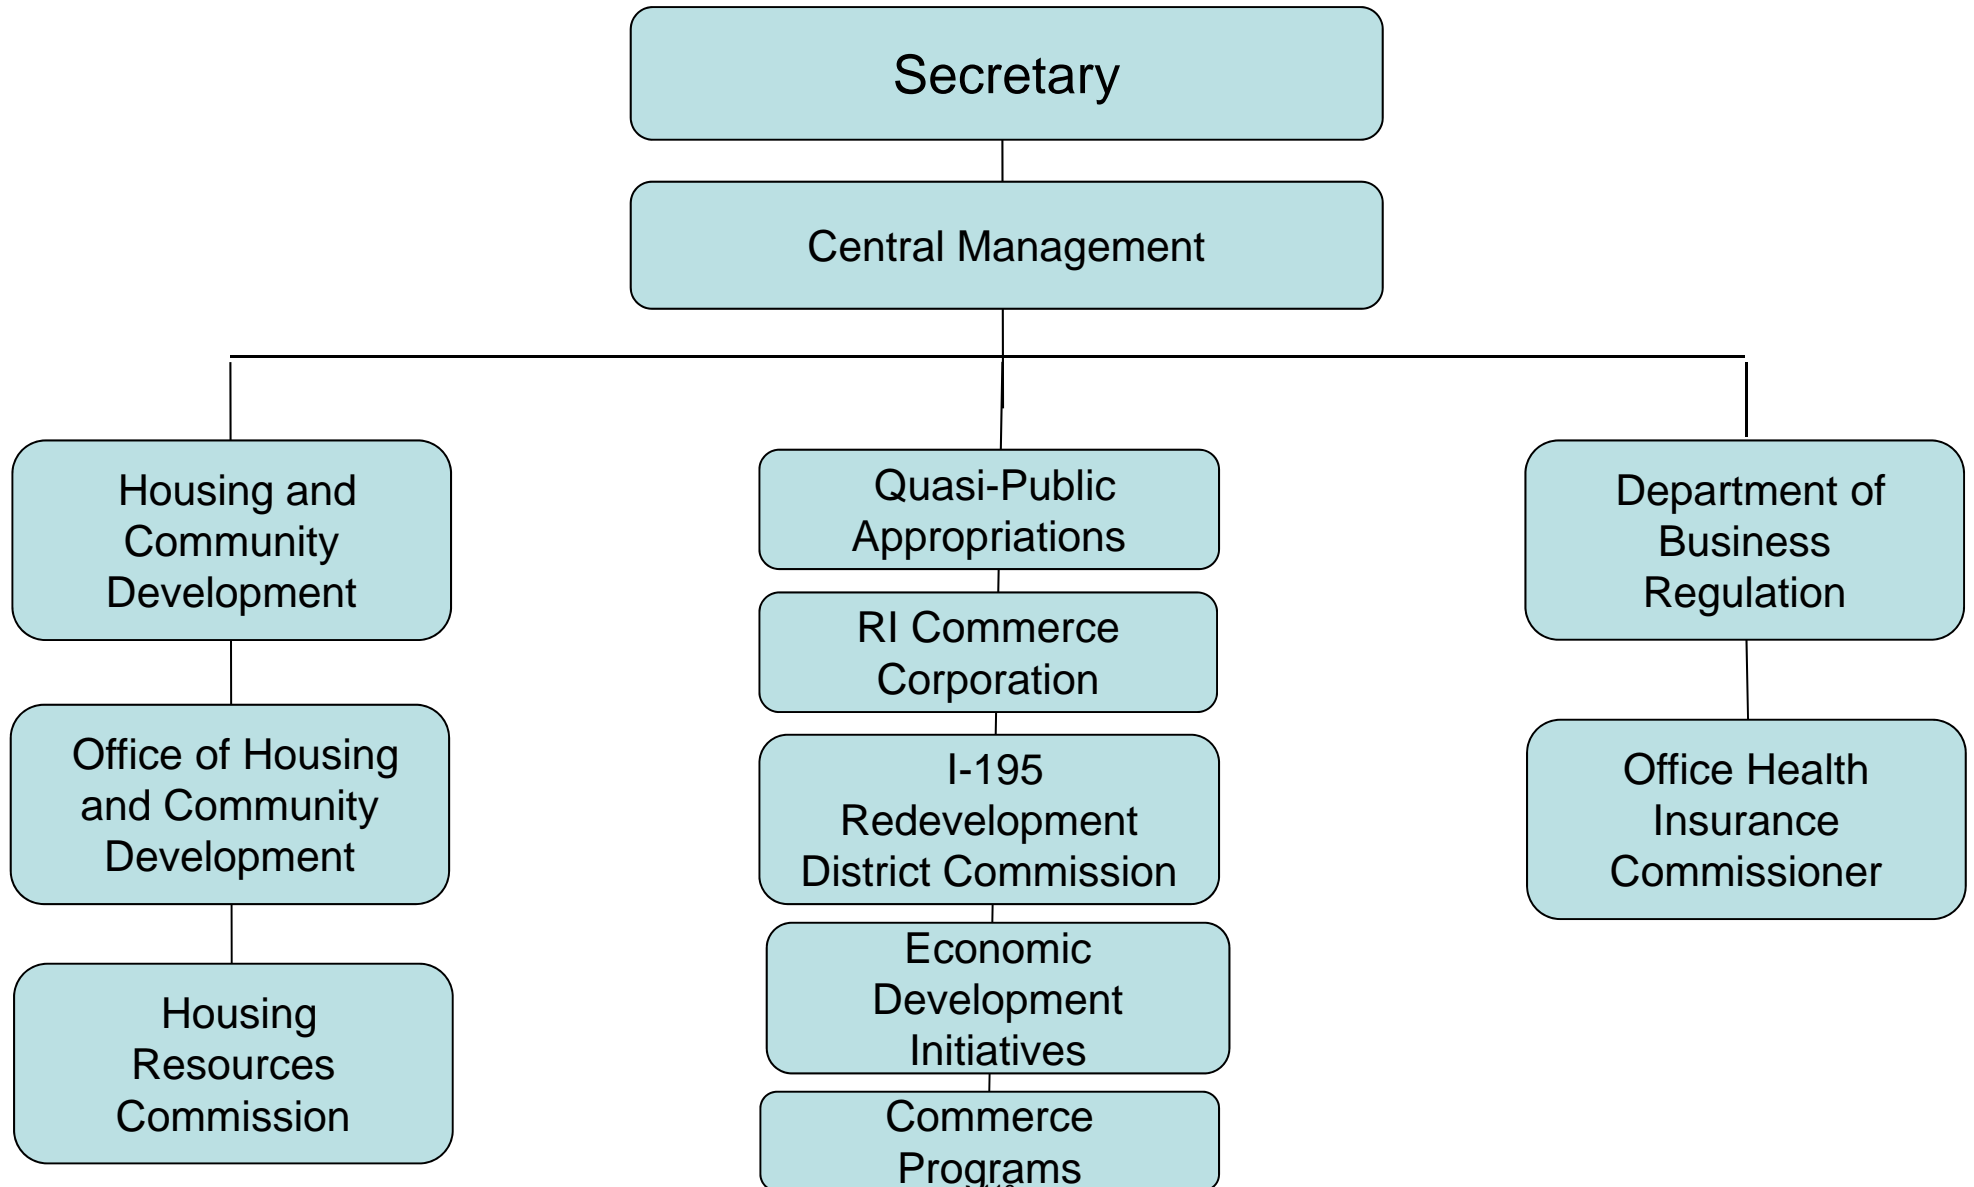 Secretary
Central Management
Housing and
Community
Development
Office of Housing
and Community
Development
Housing
Resources
Commission
Quasi-Public
Appropriations
RI Commerce
Corporation
I-195
Redevelopment
District Commission
Economic
Development
Initiatives
Commerce
Programs
Department of
Business
Regulation
Office Health
Insurance
Commissioner